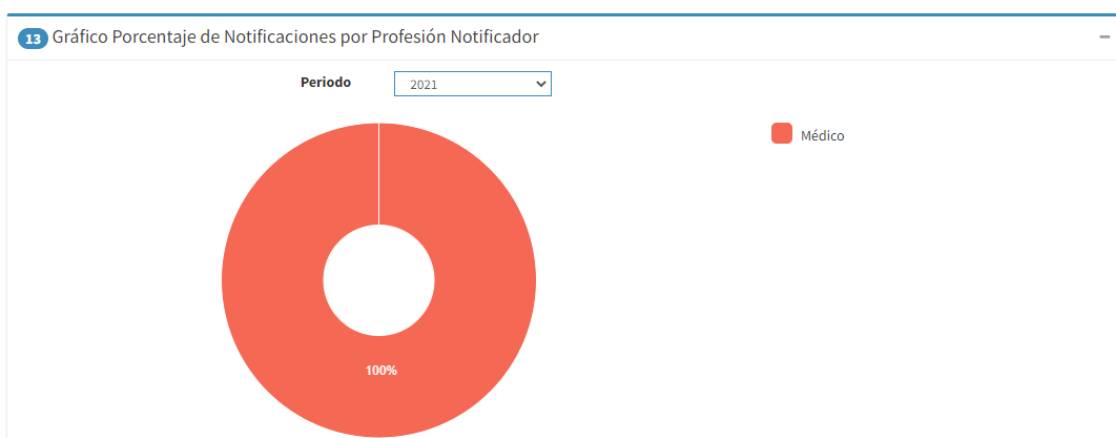 13 Gráfico Porcentaje de Notificaciones por Profesión Notificador
Periodo 2021
Médico
100%